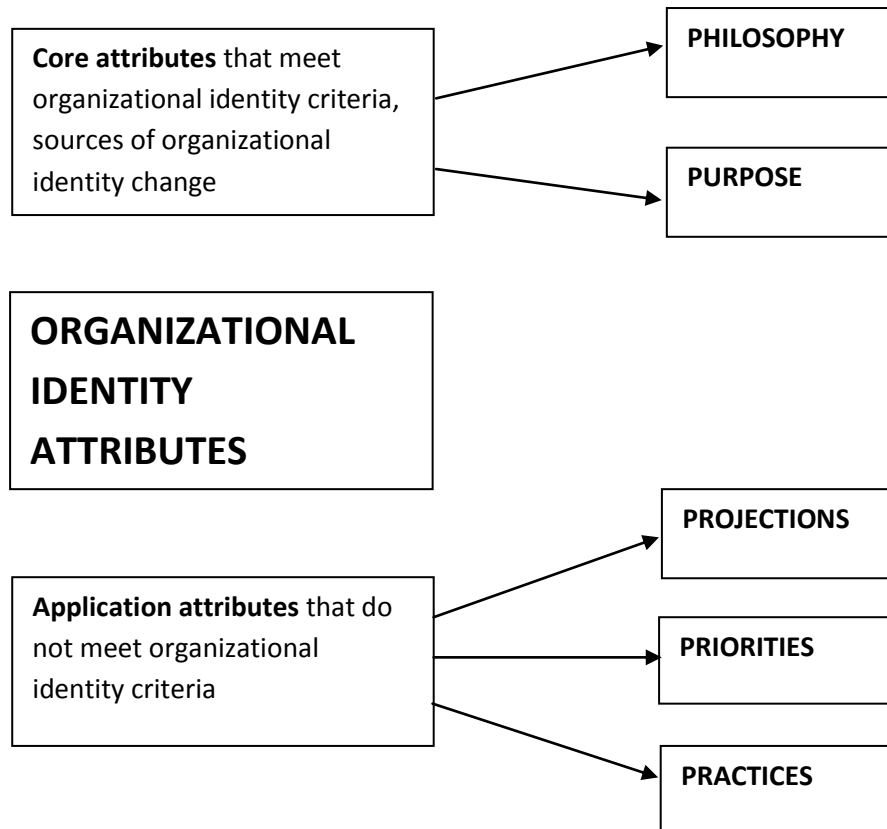 Core attributes that meet
organizational identity criteria,
sources of organizational
identity change
PHILOSOPHY
PURPOSE
ORGANIZATIONAL
IDENTITY
ATTRIBUTES
Application attributes that do
not meet organizational
identity criteria
PROJECTIONS
PRIORITIES
PRACTICES